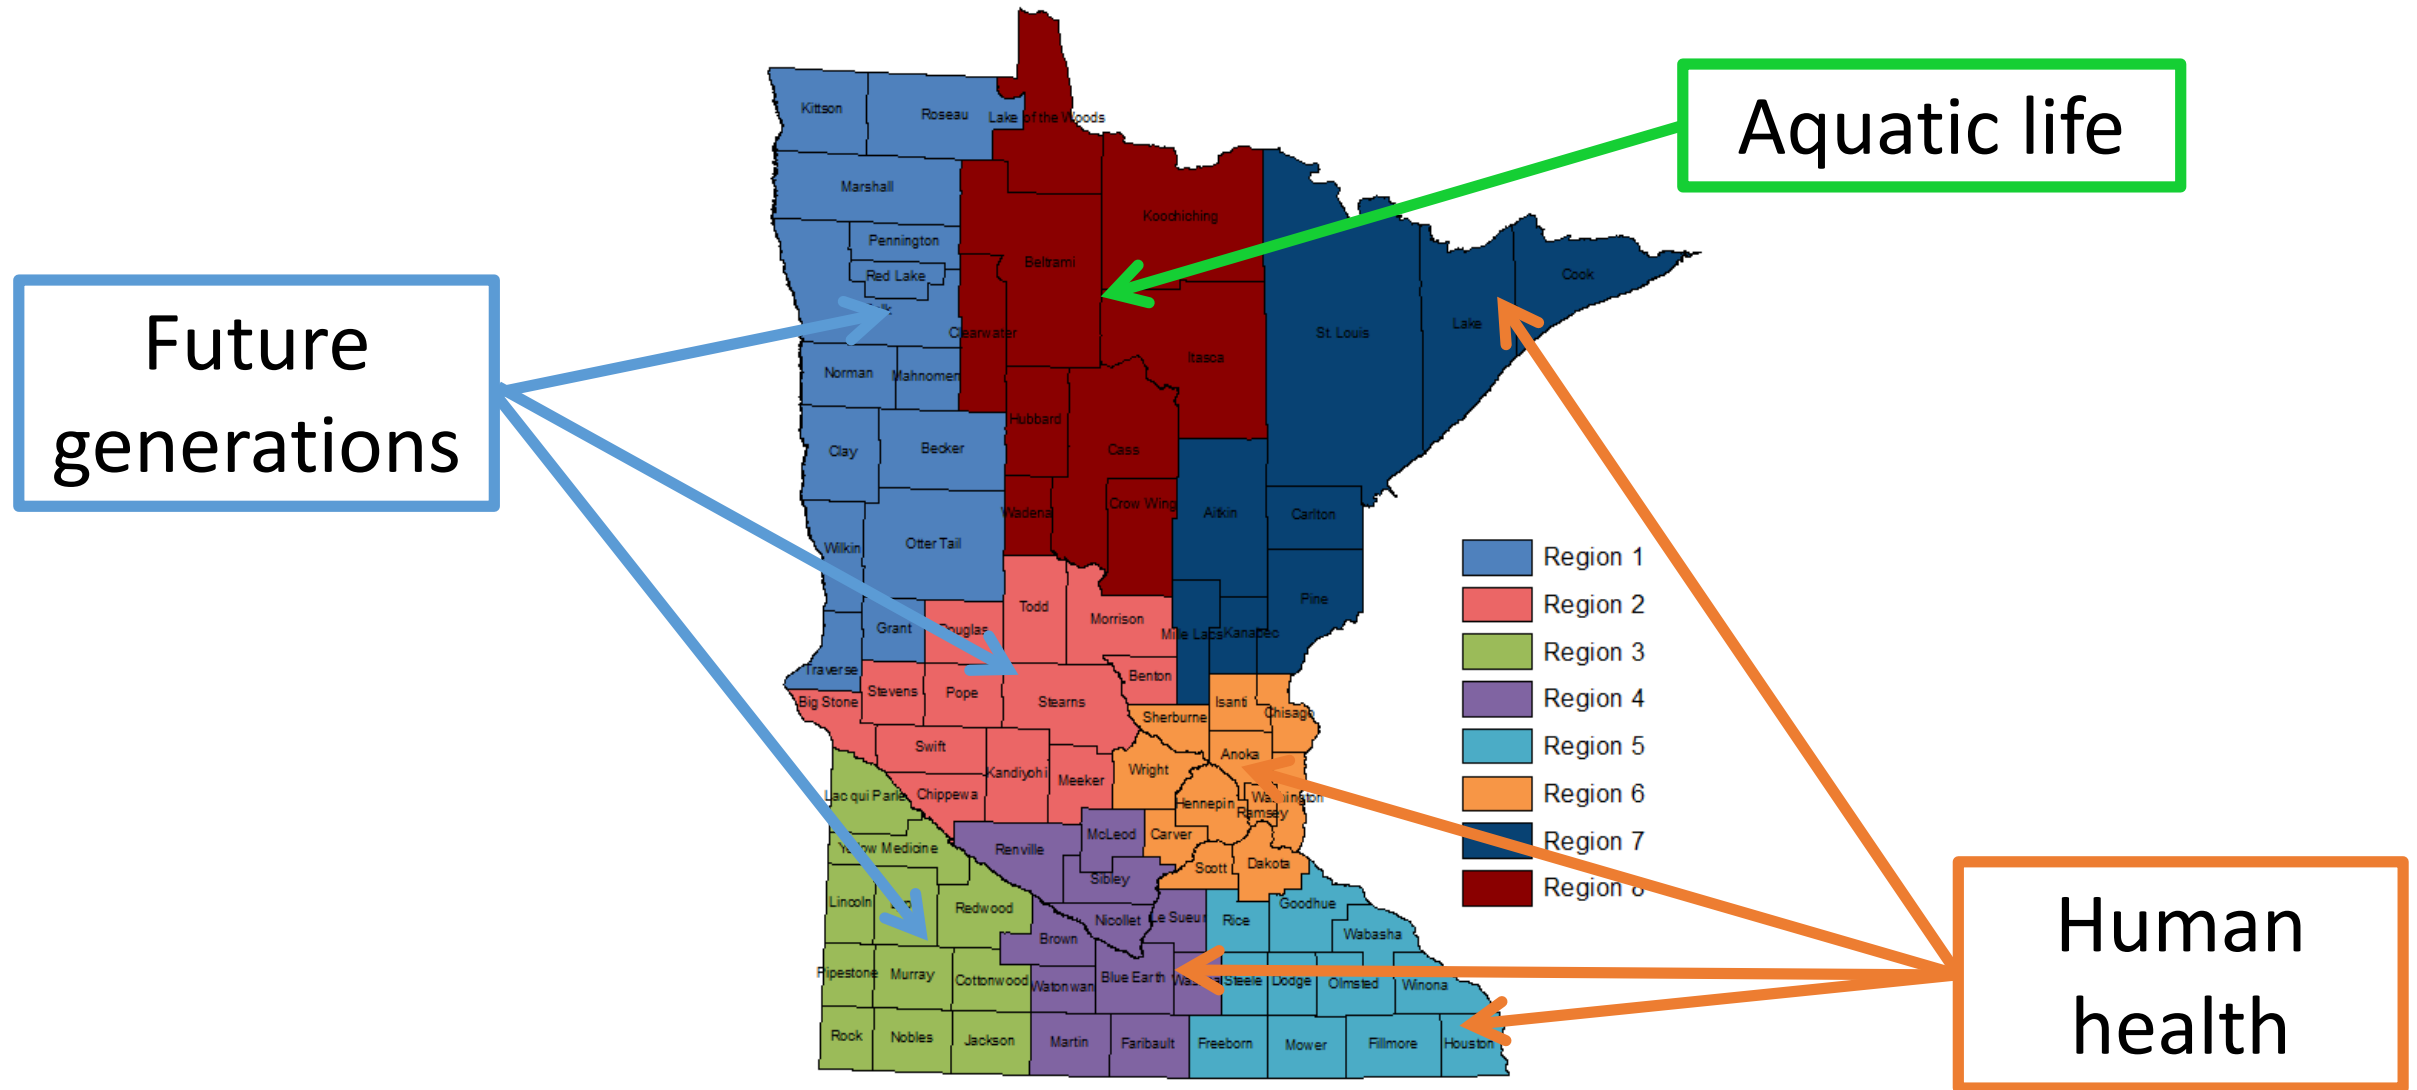 Aquatic life
Future
generations
Human
health
Kittson
Roseau
Lake of the Woods
Marshall
Koochiching
Pennington
Beltrami
Red Lake
Cook
Clearwater
St. Louis
Lake
Itasca
Norman
Mahnomen
Hubbard
Clay
Becker
Cass
Wadena
Crow Wing
Aitkin
Carlton
Wilkin
Otter Tail
Todd
Morrison
Pine
Grant
Douglas
Mille Lacs
Kanabec
Traverse
Stevens
Pope
Stearns
Benton
Big Stone
Isanti
Sherburne
Chisago
Swift
Anoka
Kandiyohi
Meeker
Wright
Lac qui Parle
Chippewa
Hennepin
Washington
Ramsey
McLeod
Carver
Yellow Medicine
Renville
Scott
Dakota
Sibley
Lincoln
Redwood
Nicollet
Le Sueur
Rice
Goodhue
Brown
Wabasha
Pipestone
Murray
Cottonwood
Watonwan
Blue Earth
Steele
Dodge
Olmsted
Winona
Rock
Nobles
Jackson
Martin
Faribault
Freeborn
Mower
Fillmore
Houston
Region 1
Region 2
Region 3
Region 4
Region 5
Region 6
Region 7
Region 8